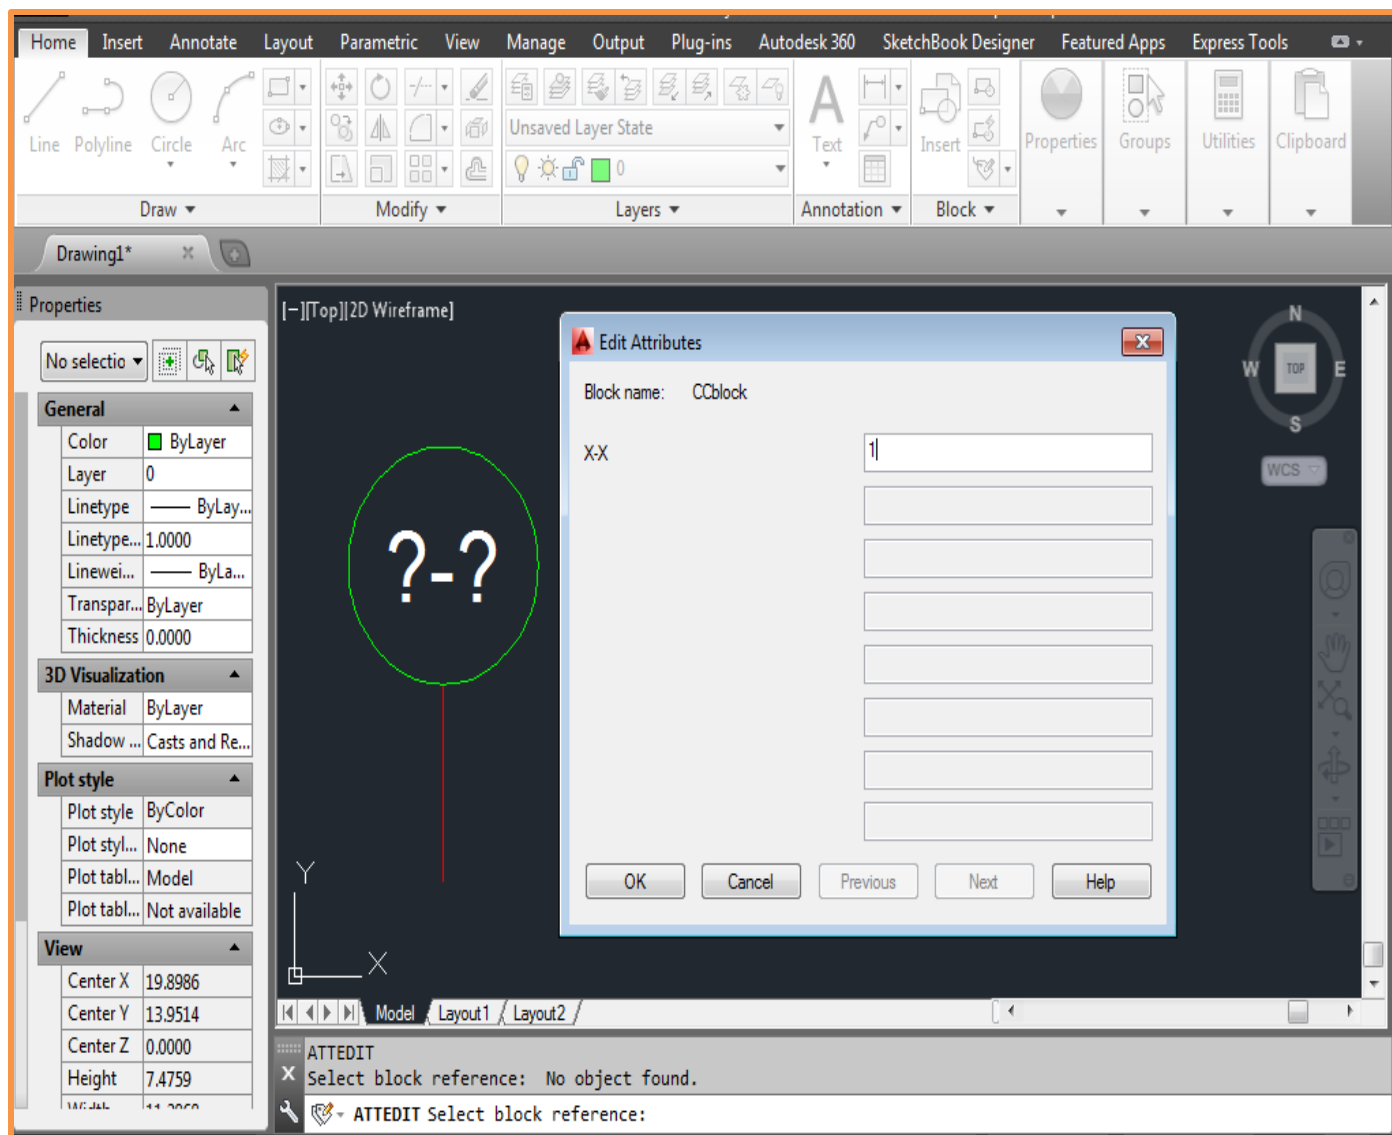 Home Insert Annotate Layout Parametric View Manage Output Plug-ins Autodesk 360 SketchBook Designer Featured Apps Express Tools
Line Polyline Circle Arc
Unsaved Layer State
0
Text
Insert
Properties
Groups
Utilities
Clipboard
Draw Modify Layers Annotation Block
Drawing1*
Properties
No selectio
General
Color ByLayer
Layer 0
Linetype ByLay...
Linetype... 1.0000
Linewei... ByLa...
Transpar... ByLayer
Thickness 0.0000
3D Visualization
Material ByLayer
Shadow ... Casts and Re...
Plot style
Plot style ByColor
Plot styl... None
Plot tabl... Model
Plot tabl... Not available
View
Center X 19.8986
Center Y 13.9514
Center Z 0.0000
Height 7.4759
[−][Top][2D Wireframe]
?-?
Y
X
Edit Attributes
Block name: CCblock
X-X 1
OK Cancel Previous Next Help
N
W TOP E
S
WCS
Model Layout1 Layout2
ATTEDIT
Select block reference: No object found.
ATTEDIT Select block reference: